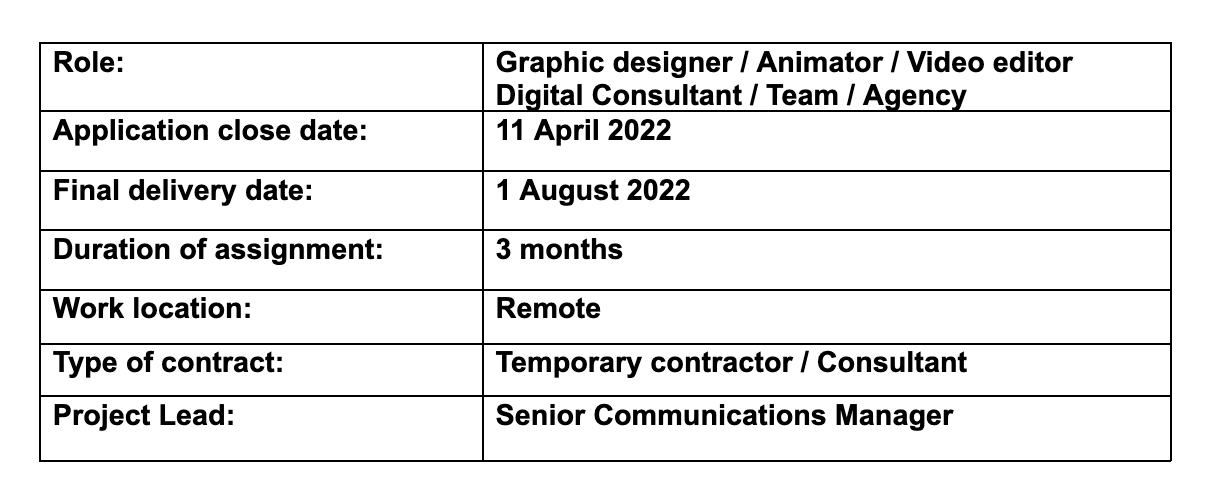 Role: Graphic designer / Animator / Video editor
Digital Consultant / Team / Agency
Application close date: 11 April 2022
Final delivery date: 1 August 2022
Duration of assignment: 3 months
Work location: Remote
Type of contract: Temporary contractor / Consultant
Project Lead: Senior Communications Manager